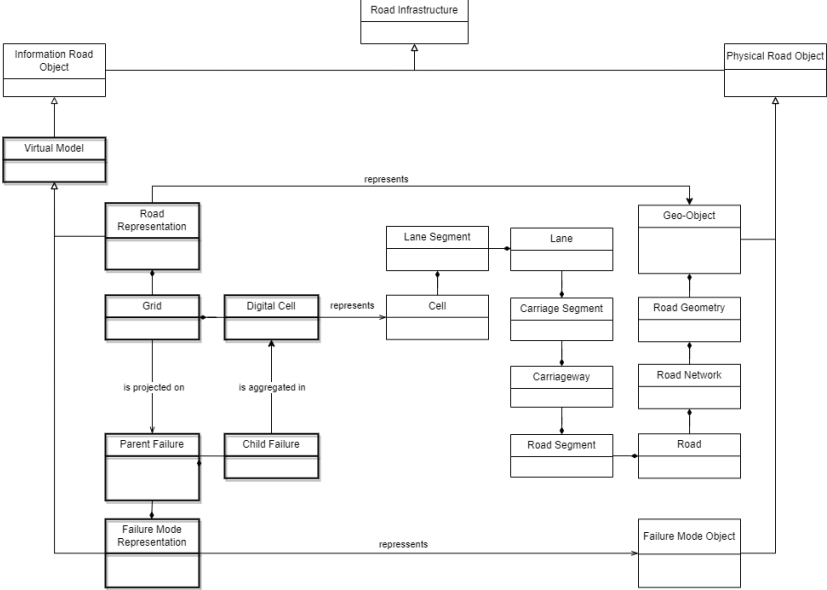 Road Infrastructure
Information Road
Object
Physical Road Object
Virtual Model
represents
Road
Representation
Geo-Object
Lane Segment
Lane
Grid
Digital Cell
represents
Cell
Carriage Segment
Road Geometry
is projected on
is aggregated in
Carriageway
Road Network
Parent Failure
Child Failure
Road Segment
Road
Failure Mode
Representation
repressents
Failure Mode Object